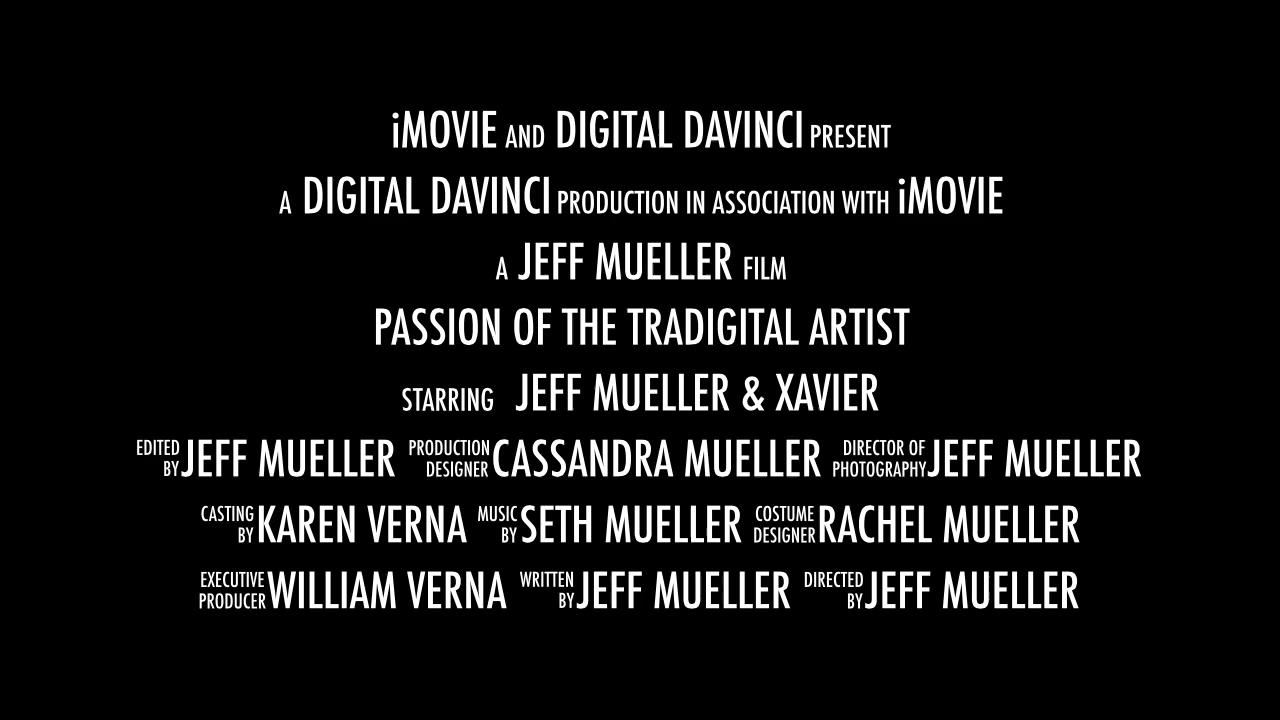 iMOVIE AND DIGITAL DAVINCI PRESENT
A DIGITAL DAVINCI PRODUCTION IN ASSOCIATION WITH iMOVIE
A JEFF MUELLER FILM
PASSION OF THE TRADIGITAL ARTIST
STARRING JEFF MUELLER & XAVIER
EDITED BY JEFF MUELLER PRODUCTION DESIGNER CASSANDRA MUELLER DIRECTOR OF PHOTOGRAPHY JEFF MUELLER
CASTING BY KAREN VERNA MUSIC BY SETH MUELLER COSTUME DESIGNER RACHEL MUELLER
EXECUTIVE PRODUCER WILLIAM VERNA WRITTEN BY JEFF MUELLER DIRECTED BY JEFF MUELLER